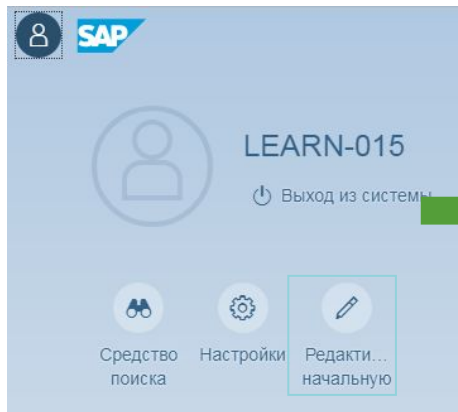 SAP
LEARN-015
Выход из системы
Средство
поиска
Настройки
Редакти...
начальную